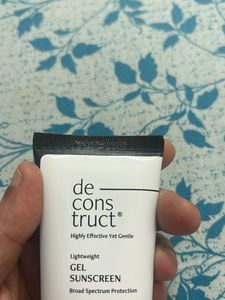 de
cons
truct®
Highly Effective Yet Gentle
Lightweight
GEL
SUNSCREEN
Broad Spectrum Protection